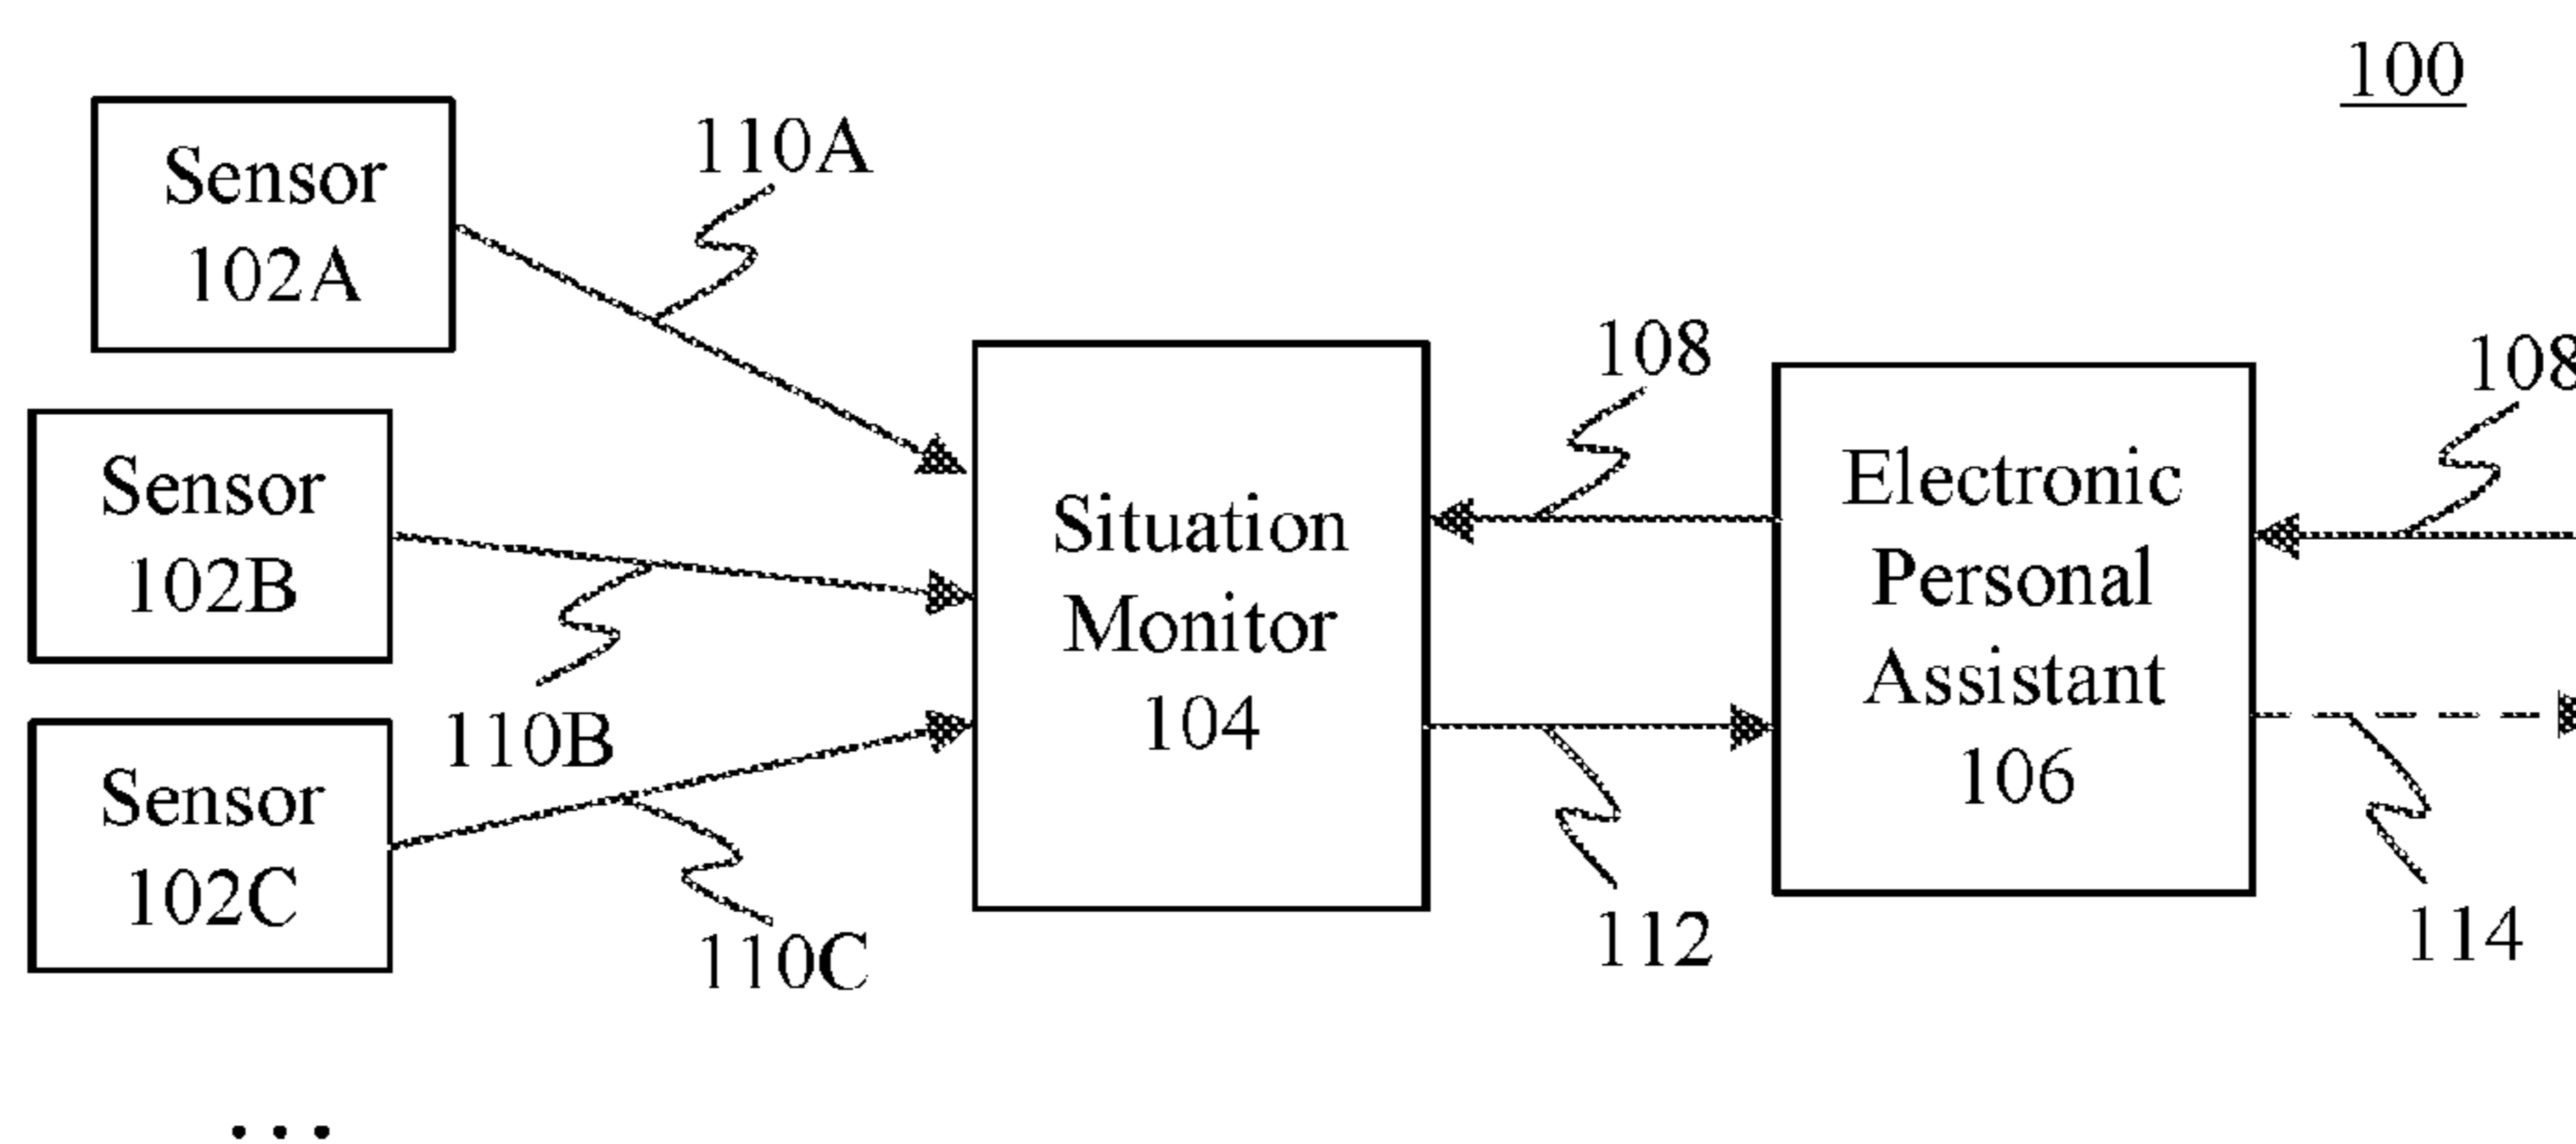 100
Sensor
102A
110A
Sensor
102B
110B
Sensor
102C
110C
Situation
Monitor
104
108
112
Electronic
Personal
Assistant
106
108
114
...